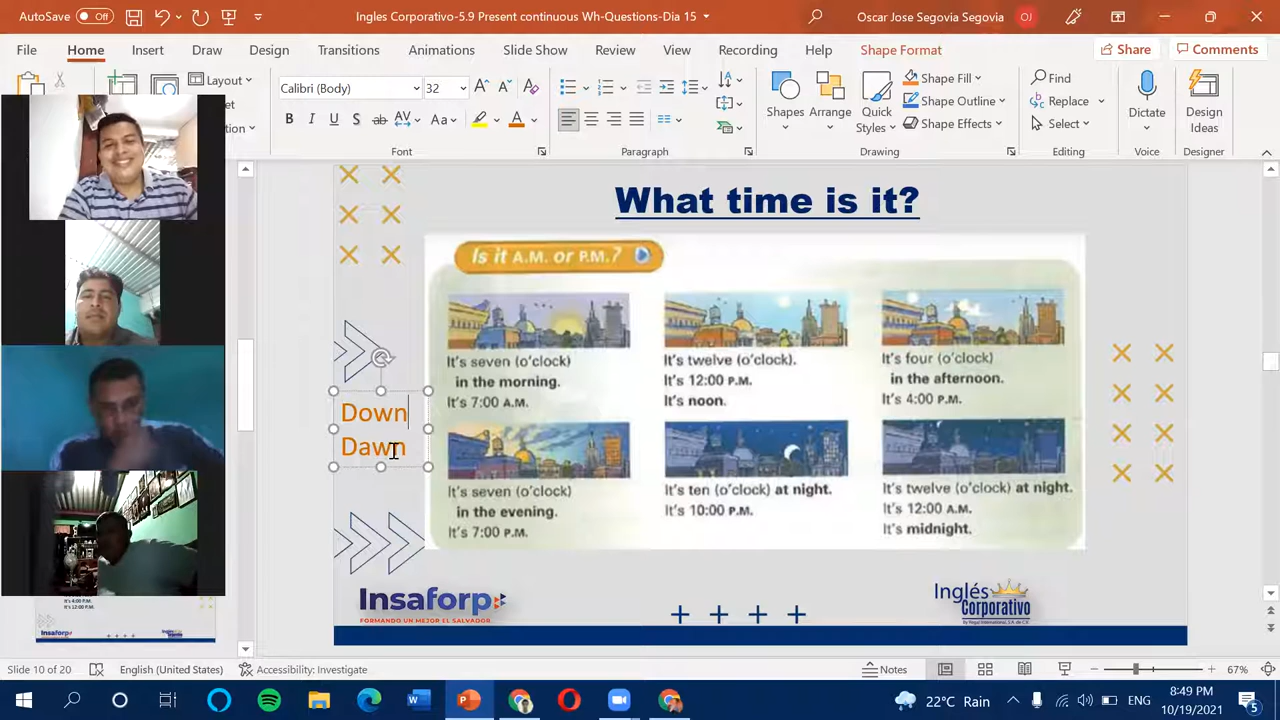 AutoSave Off
Ingles Corporativo-5.9 Present continuous Wh-Questions-Dia 15
Oscar Jose Segovia Segovia
OJ
File Home Insert Draw Design Transitions Animations Slide Show Review View Recording Help Shape Format
Share Comments
Layout
Calibri (Body) 32
Shape Fill
Shape Outline
Shape Effects
Shapes
Arrange
Quick
Styles
Find
Replace
Select
Dictate
Design
Ideas
Font
Paragraph
Drawing
Editing
Voice
Designer
What time is it?
Is it A.M. or P.M.?
It's seven (o'clock)
in the morning.
It's 7:00 A.M.
It's twelve (o'clock).
It's 12:00 P.M.
It's noon.
It's four (o'clock)
in the afternoon.
It's 4:00 P.M.
Down
Dawn
It's seven (o'clock)
in the evening.
It's 7:00 P.M.
It's ten (o'clock) at night.
It's 10:00 P.M.
It's twelve (o'clock) at night.
It's 12:00 A.M.
It's midnight.
Insaforp
FORMANDO UN MEJOR EL SALVADOR
Inglés
Corporativo
Slide 10 of 20
English (United States)
Accessibility: Investigate
Notes
67%
22°C Rain
ENG
8:49 PM
10/19/2021
5